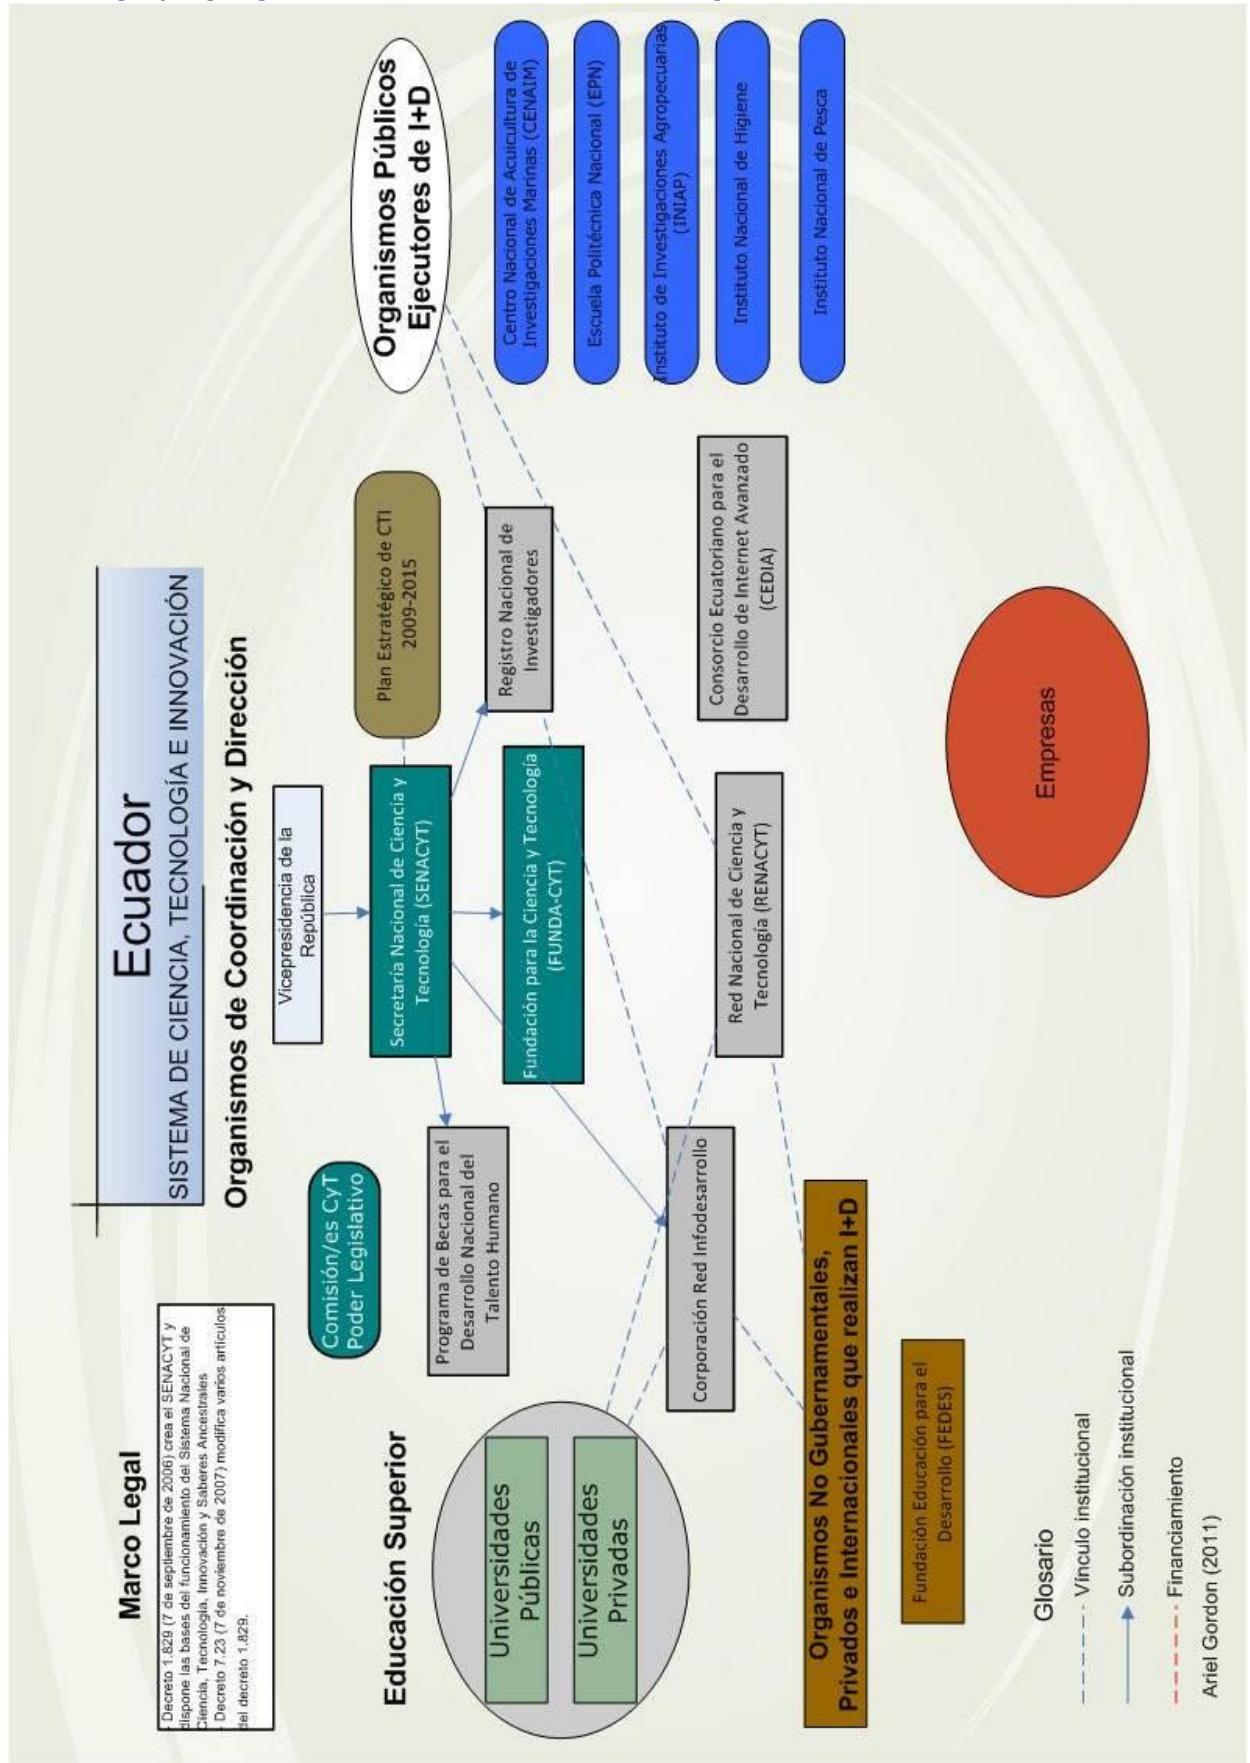 Ecuador
SISTEMA DE CIENCIA, TECNOLOGÍA E INNOVACIÓN
Marco Legal
- Decreto 1.829 (7 de septiembre de 2006) crea el SENACYT y
dispone las bases del funcionamiento del Sistema Nacional de
Ciencia, Tecnología, Innovación y Saberes Ancestrales
- Decreto 7.23 (7 de noviembre de 2007) modifica varios artículos
del decreto 1.829.
Organismos de Coordinación y Dirección
Vicepresidencia de la
República
Comisión/es CyT
Poder Legislativo
Secretaría Nacional de Ciencia y
Tecnología (SENACYT)
Plan Estratégico de CTI
2009-2015
Organismos Públicos
Ejecutores de I+D
Educación Superior
Programa de Becas para el
Desarrollo Nacional del
Talento Humano
Fundación para la Ciencia y Tecnología
(FUNDA-CYT)
Registro Nacional de
Investigadores
Centro Nacional de Acuicultura de
Investigaciones Marinas (CENAIM)
Universidades
Públicas
Universidades
Privadas
Escuela Politécnica Nacional (EPN)
Instituto de Investigaciones Agropecuarias
(INIAP)
Corporación Red Infodesarrollo
Red Nacional de Ciencia y
Tecnología (RENACYT)
Consorcio Ecuatoriano para el
Desarrollo de Internet Avanzado
(CEDIA)
Instituto Nacional de Higiene
Instituto Nacional de Pesca
Organismos No Gubernamentales,
Privados e Internacionales que realizan I+D
Fundación Educación para el
Desarrollo (FEDES)
Empresas
Glosario
Vínculo institucional
Subordinación institucional
Financiamiento
Ariel Gordon (2011)